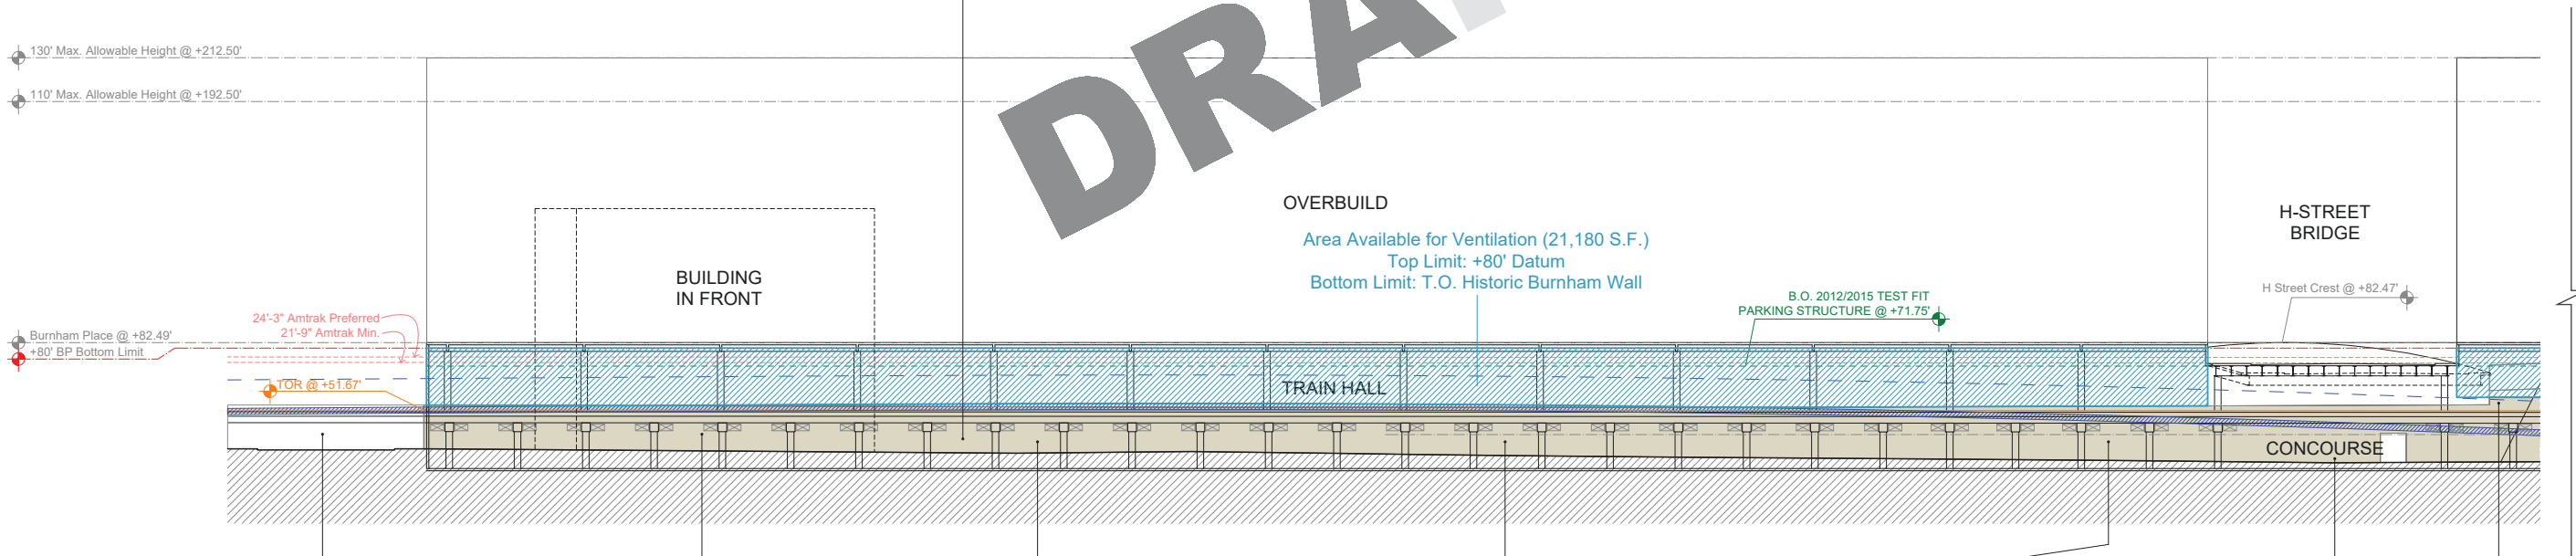 DRA
130' Max. Allowable Height @ +212.50'
110' Max. Allowable Height @ +192.50'
OVERBUILD
Area Available for Ventilation (21,180 S.F.)
Top Limit: +80' Datum
Bottom Limit: T.O. Historic Burnham Wall
H-STREET
BRIDGE
BUILDING
IN FRONT
H Street Crest @ +82.47'
B.O. 2012/2015 TEST FIT
PARKING STRUCTURE @ +71.75'
24'-3" Amtrak Preferred
21'-9" Amtrak Min.
Burnham Place @ +82.49'
+80' BP Bottom Limit
TOR @ +51.67'
TRAIN HALL
CONCOURSE